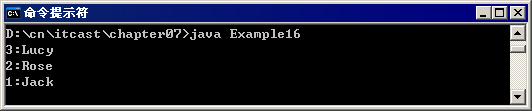 命令提示符
D:\cn\itcast\chapter07>java Example16
3:Lucy
2:Rose
1:Jack